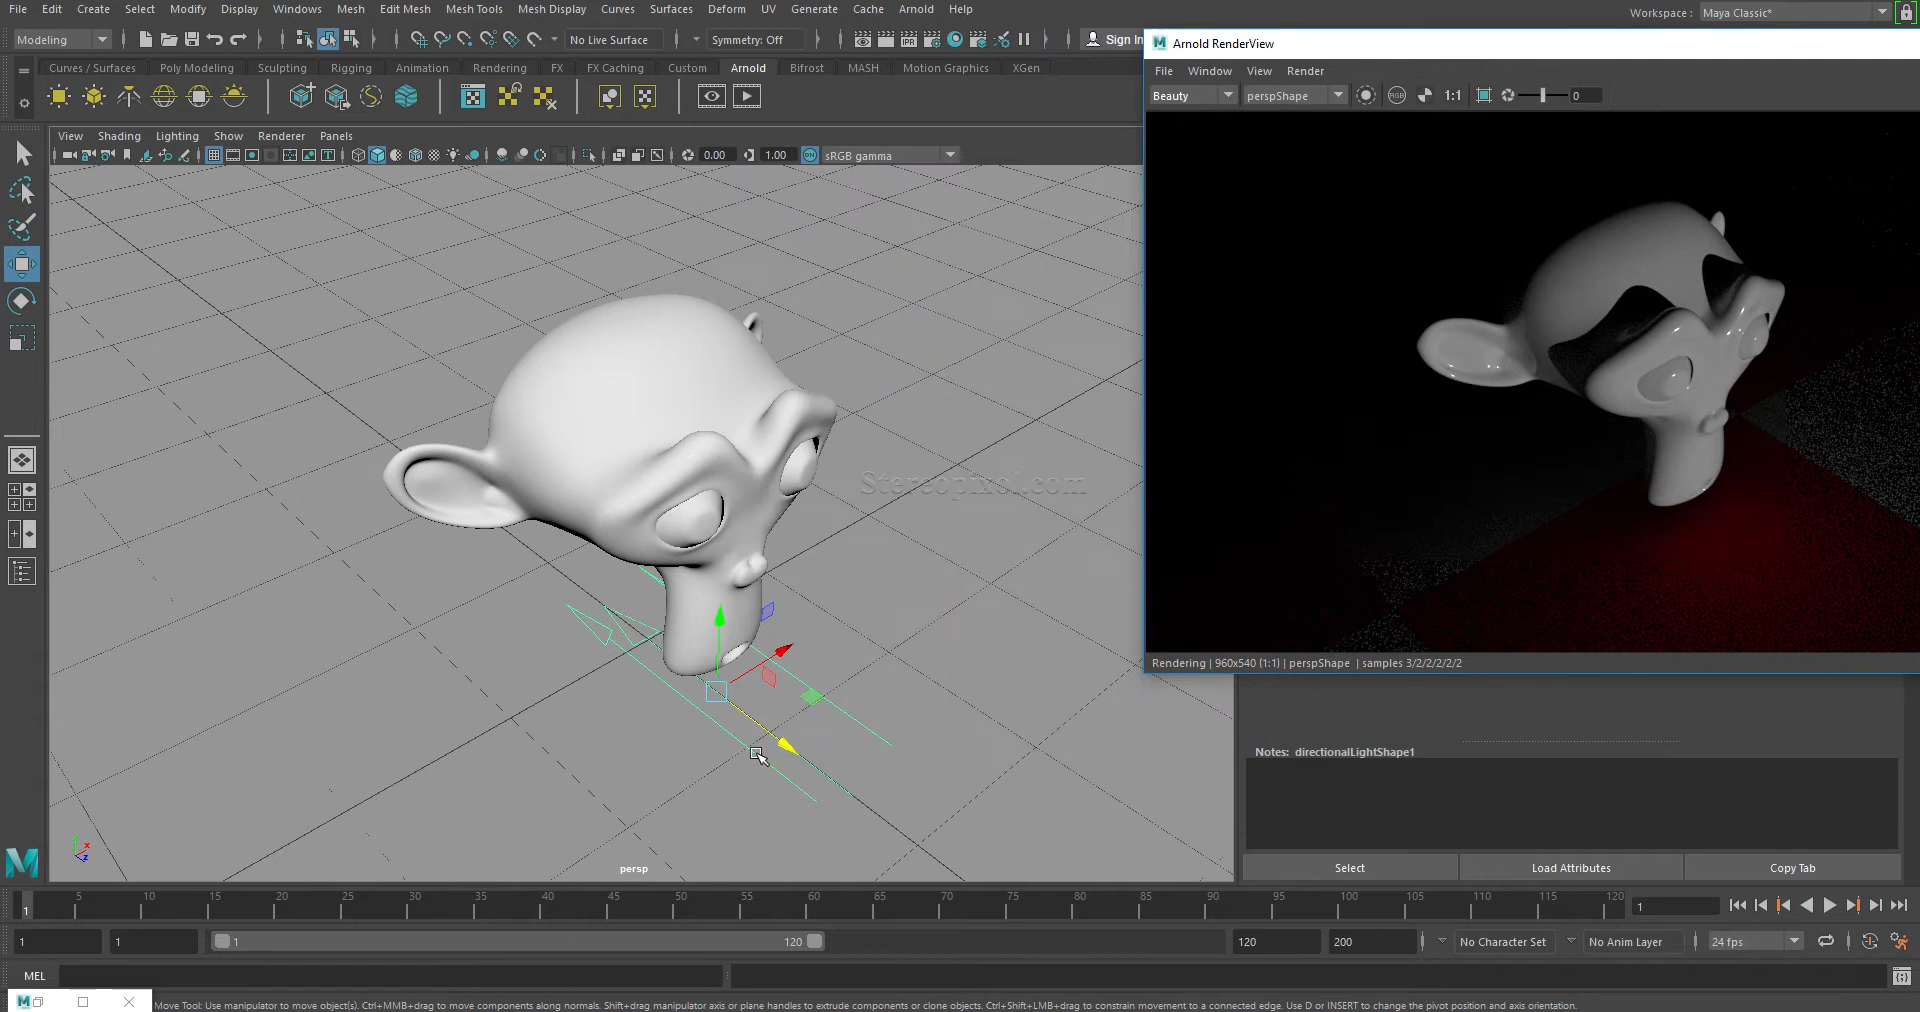 File Edit Create Select Modify Display Windows Mesh Edit Mesh Mesh Tools Mesh Display Curves Surfaces Deform UV Generate Cache Arnold Help
Workspace : Maya Classic*
Modeling No Live Surface Symmetry: Off Sign In
Curves / Surfaces Poly Modeling Sculpting Rigging Animation Rendering FX FX Caching Custom Arnold Bifrost MASH Motion Graphics XGen
View Shading Lighting Show Renderer Panels
0.00 1.00 ON sRGB gamma
Arnold RenderView
File Window View Render
Beauty perspShape RGB 1:1 0
Stereopixol.com
persp
Rendering | 960x540 (1:1) | perspShape | samples 3/2/2/2/2/2
Notes: directionalLightShape1
Select Load Attributes Copy Tab
1 5 10 15 20 25 30 35 40 45 50 55 60 65 70 75 80 85 90 95 100 105 110 115 120 1
1 1 1 120 120 200 No Character Set No Anim Layer 24 fps
MEL
Move Tool: Use manipulator to move object(s). Ctrl+MMB+drag to move components along normals. Shift+drag manipulator axis or plane handles to extrude components or clone objects. Ctrl+Shift+LMB+drag to constrain movement to a connected edge. Use D or INSERT to change the pivot position and axis orientation.